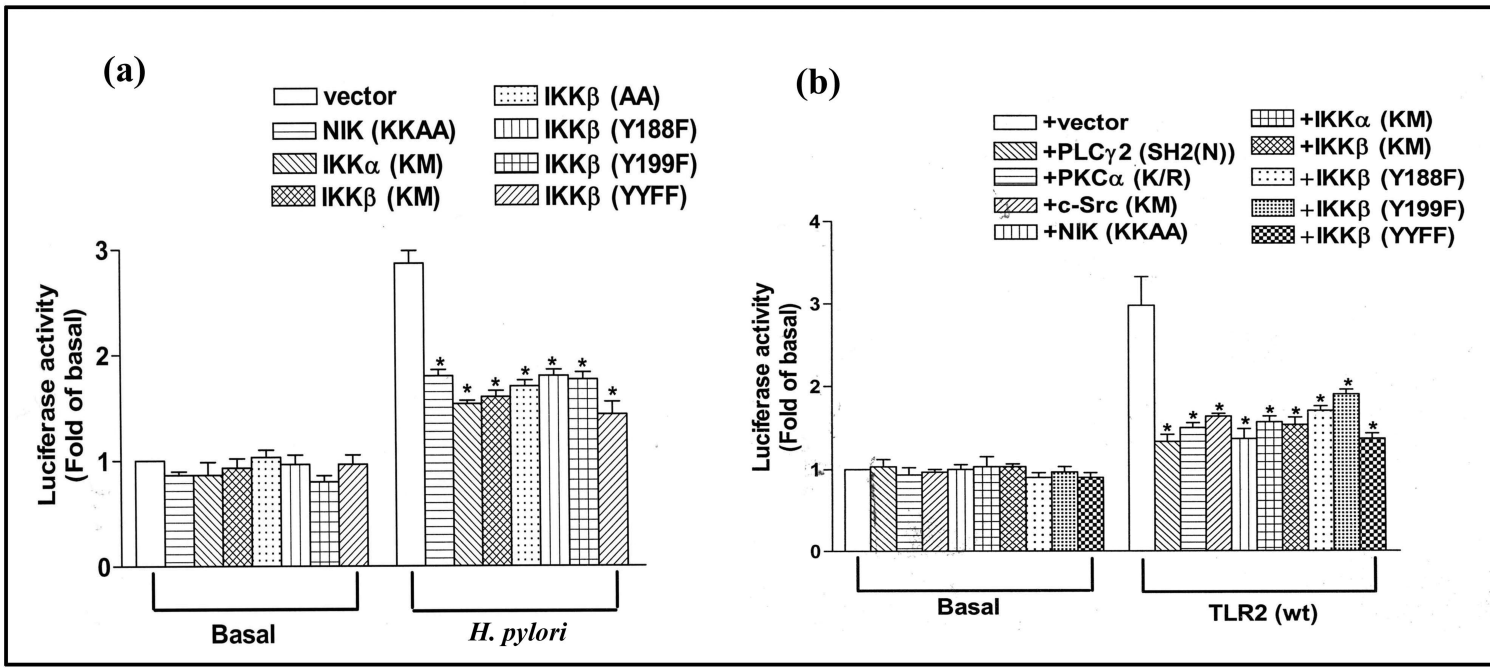 (a)
vector
NIK (KKAA)
IKKα (KM)
IKKβ (KM)
IKKβ (AA)
IKKβ (Y188F)
IKKβ (Y199F)
IKKβ (YYFF)
Luciferase activity
(Fold of basal)
3
2
1
0
* * * * * * *
Basal
H. pylori
(b)
+vector
+PLCγ2 (SH2(N))
+PKCα (K/R)
+c-Src (KM)
+NIK (KKAA)
+IKKα (KM)
+IKKβ (KM)
+IKKβ (Y188F)
+IKKβ (Y199F)
+IKKβ (YYFF)
Luciferase activity
(Fold of basal)
4
3
2
1
0
* * * * * * * * *
Basal
TLR2 (wt)